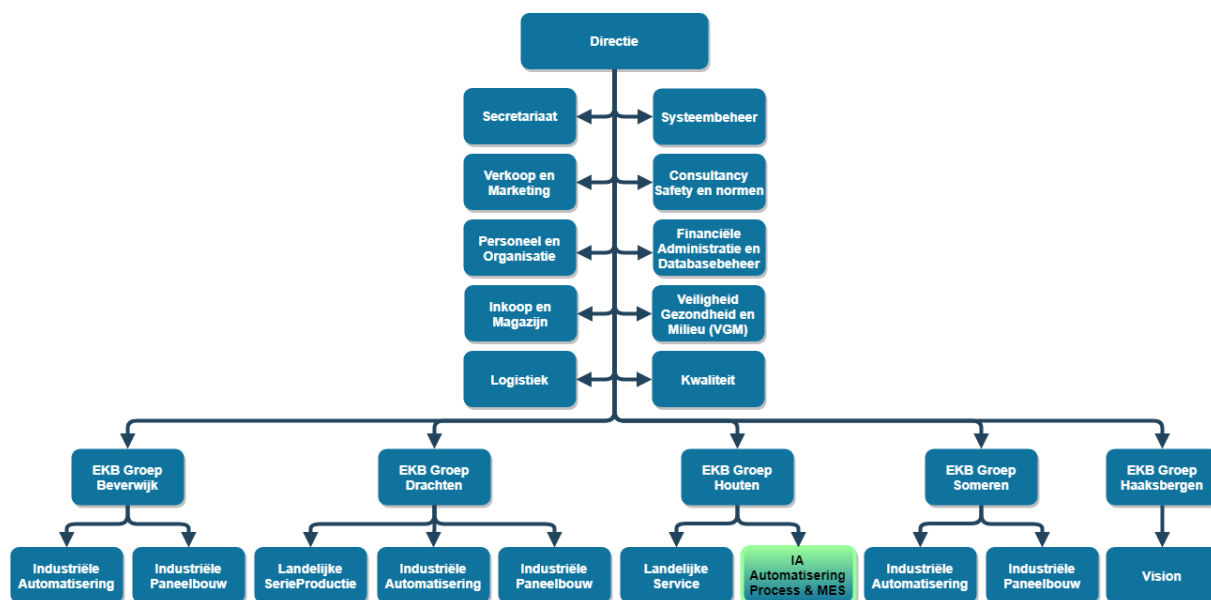 Directie
Secretariaat
Systeembeheer
Verkoop en
Marketing
Consultancy
Safety en normen
Personeel en
Organisatie
Financiële
Administratie en
Databasebeheer
Inkoop en
Magazijn
Veiligheid
Gezondheid en
Milieu (VGM)
Logistiek
Kwaliteit
EKB Groep
Beverwijk
EKB Groep
Drachten
EKB Groep
Houten
EKB Groep
Someren
EKB Groep
Haaksbergen
Industriële
Automatisering
Industriële
Paneelbouw
Landelijke
SerieProductie
Industriële
Automatisering
Industriële
Paneelbouw
Landelijke
Service
IA
Automatisering
Process & MES
Industriële
Automatisering
Industriële
Paneelbouw
Vision